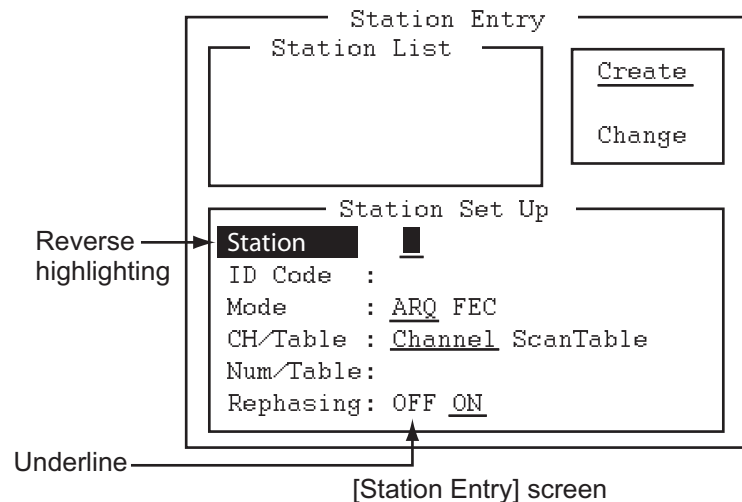 Station Entry
Station List
Create
Change
Station Set Up
Reverse highlighting
Station
ID Code :
Mode : ARQ FEC
CH/Table : Channel ScanTable
Num/Table:
Rephasing: OFF ON
Underline
[Station Entry] screen